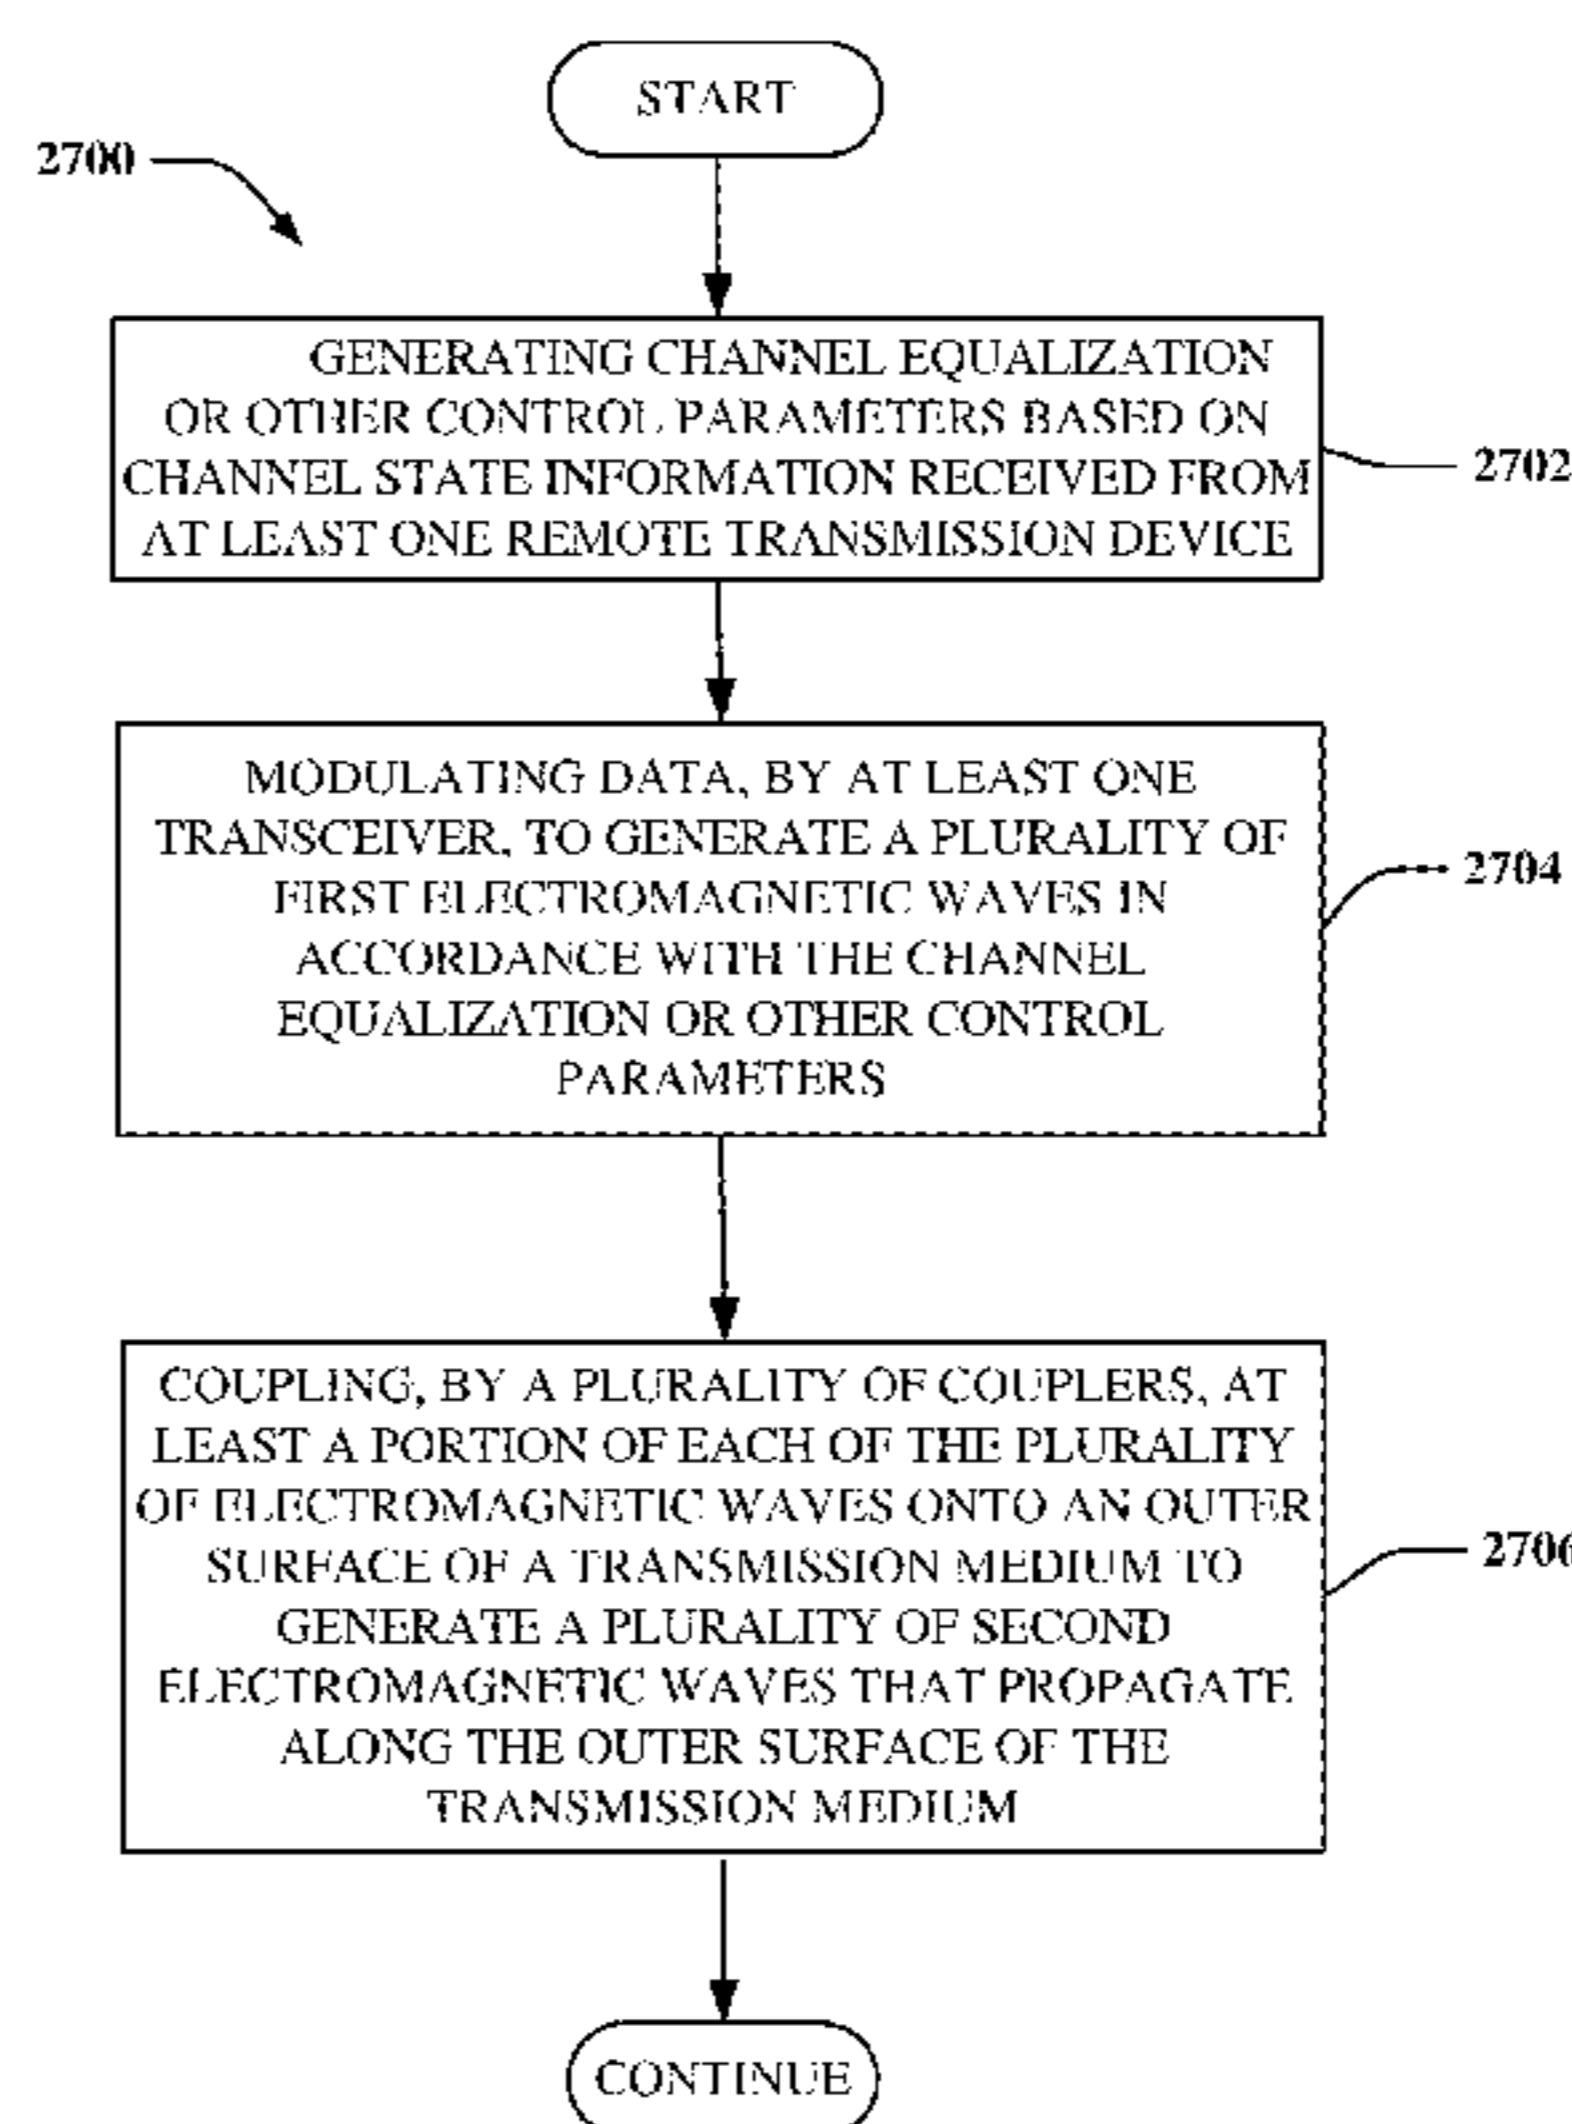 START
2700
GENERATING CHANNEL EQUALIZATION
OR OTHER CONTROL PARAMETERS BASED ON
CHANNEL STATE INFORMATION RECEIVED FROM
AT LEAST ONE REMOTE TRANSMISSION DEVICE
2702
MODULATING DATA, BY AT LEAST ONE
TRANSCEIVER, TO GENERATE A PLURALITY OF
FIRST ELECTROMAGNETIC WAVES IN
ACCORDANCE WITH THE CHANNEL
EQUALIZATION OR OTHER CONTROL
PARAMETERS
2704
COUPLING, BY A PLURALITY OF COUPLERS, AT
LEAST A PORTION OF EACH OF THE PLURALITY
OF ELECTROMAGNETIC WAVES ONTO AN OUTER
SURFACE OF A TRANSMISSION MEDIUM TO
GENERATE A PLURALITY OF SECOND
ELECTROMAGNETIC WAVES THAT PROPAGATE
ALONG THE OUTER SURFACE OF THE
TRANSMISSION MEDIUM
2706
CONTINUE